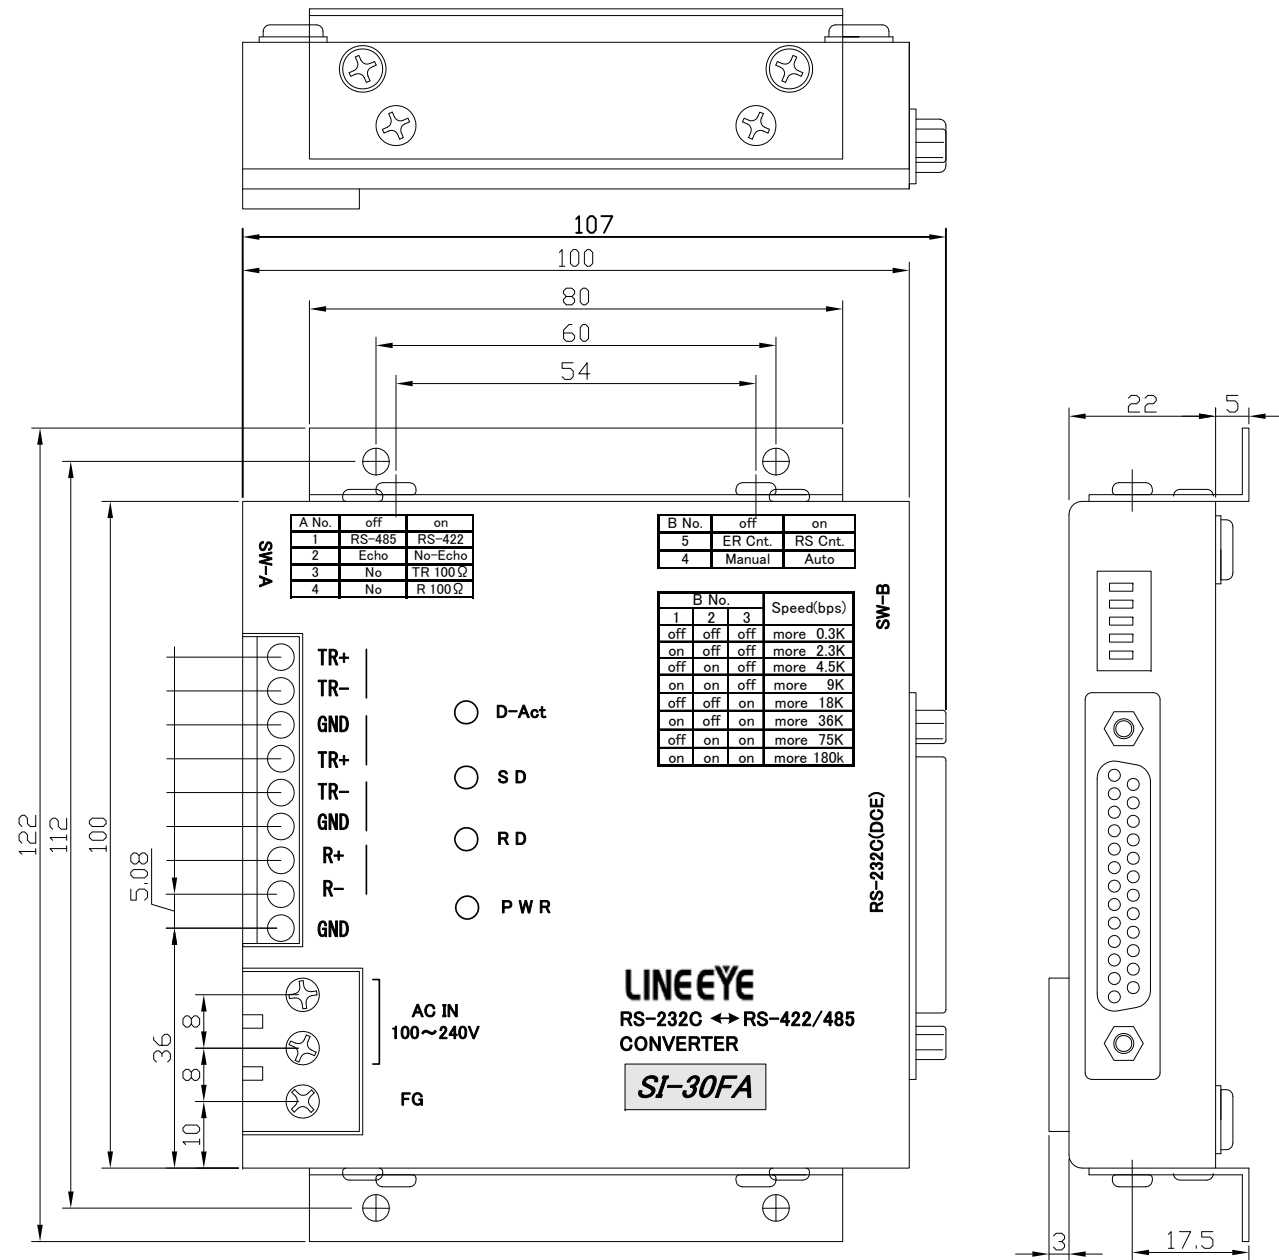 107
100
80
60
54
22 5
A No. off on
1 RS-485 RS-422
2 Echo No-Echo
3 No TR 100Ω
4 No R 100Ω
SW-A
B No. off on
5 ER Cnt. RS Cnt.
4 Manual Auto
SW-B
B No. Speed(bps)
1 2 3
off off off more 0.3K
on off off more 2.3K
off on off more 4.5K
on on off more 9K
off off on more 18K
on off on more 36K
off on on more 75K
on on on more 180k
TR+
TR-
GND
TR+
TR-
GND
R+
R-
GND
D-Act
S D
R D
P W R
RS-232C(DCE)
122
112
100
5,08
36
8
8
10
AC IN
100～240V
FG
LINEEYE
RS-232C ↔ RS-422/485
CONVERTER
SI-30FA
3
17,5